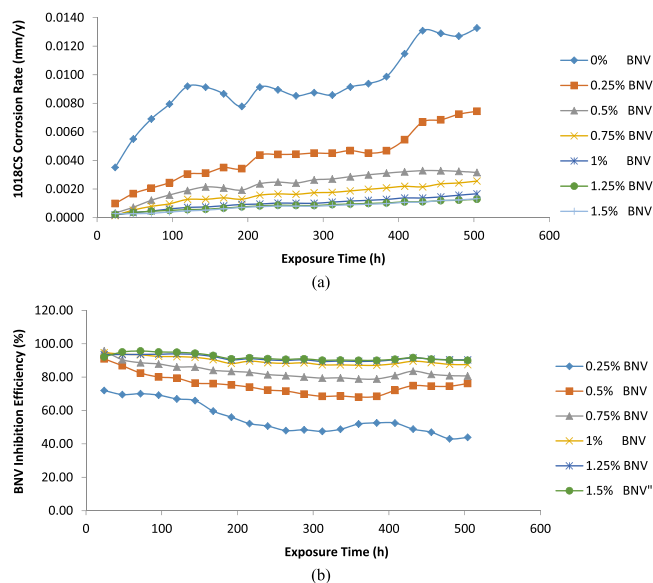 (a)
0.0140
0.0120
0.0100
0.0080
0.0060
0.0040
0.0020
0.0000
1018CS Corrosion Rate (mm/y)
0 100 200 300 400 500 600
Exposure Time (h)
0% BNV
0.25% BNV
0.5% BNV
0.75% BNV
1% BNV
1.25% BNV
1.5% BNV
(a)
120.00
100.00
80.00
60.00
40.00
20.00
0.00
BNV Inhibition Efficiency (%)
0 100 200 300 400 500 600
Exposure Time (h)
0.25% BNV
0.5% BNV
0.75% BNV
1% BNV
1.25% BNV
1.5% BNV"
(b)